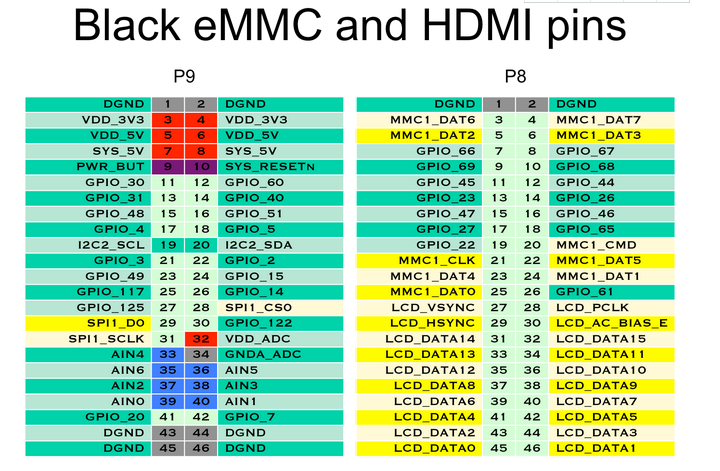 Black eMMC and HDMI pins
P9 P8
DGND 1 2 DGND DGND 1 2 DGND
VDD_3V3 3 4 VDD_3V3 MMC1_DAT6 3 4 MMC1_DAT7
VDD_5V 5 6 VDD_5V MMC1_DAT2 5 6 MMC1_DAT3
SYS_5V 7 8 SYS_5V GPIO_66 7 8 GPIO_67
PWR_BUT 9 10 SYS_RESETN GPIO_69 9 10 GPIO_68
GPIO_30 11 12 GPIO_60 GPIO_45 11 12 GPIO_44
GPIO_31 13 14 GPIO_40 GPIO_23 13 14 GPIO_26
GPIO_48 15 16 GPIO_51 GPIO_47 15 16 GPIO_46
GPIO_4 17 18 GPIO_5 GPIO_27 17 18 GPIO_65
I2C2_SCL 19 20 I2C2_SDA GPIO_22 19 20 MMC1_CMD
GPIO_3 21 22 GPIO_2 MMC1_CLK 21 22 MMC1_DAT5
GPIO_49 23 24 GPIO_15 MMC1_DAT4 23 24 MMC1_DAT1
GPIO_117 25 26 GPIO_14 MMC1_DAT0 25 26 GPIO_61
GPIO_125 27 28 SPI1_CS0 LCD_VSYNC 27 28 LCD_PCLK
SPI1_D0 29 30 GPIO_122 LCD_HSYNC 29 30 LCD_AC_BIAS_E
SPI1_SCLK 31 32 VDD_ADC LCD_DATA14 31 32 LCD_DATA15
AIN4 33 34 GNDA_ADC LCD_DATA13 33 34 LCD_DATA11
AIN6 35 36 AIN5 LCD_DATA12 35 36 LCD_DATA10
AIN2 37 38 AIN3 LCD_DATA8 37 38 LCD_DATA9
AIN0 39 40 AIN1 LCD_DATA6 39 40 LCD_DATA7
GPIO_20 41 42 GPIO_7 LCD_DATA4 41 42 LCD_DATA5
DGND 43 44 DGND LCD_DATA2 43 44 LCD_DATA3
DGND 45 46 DGND LCD_DATA0 45 46 LCD_DATA1